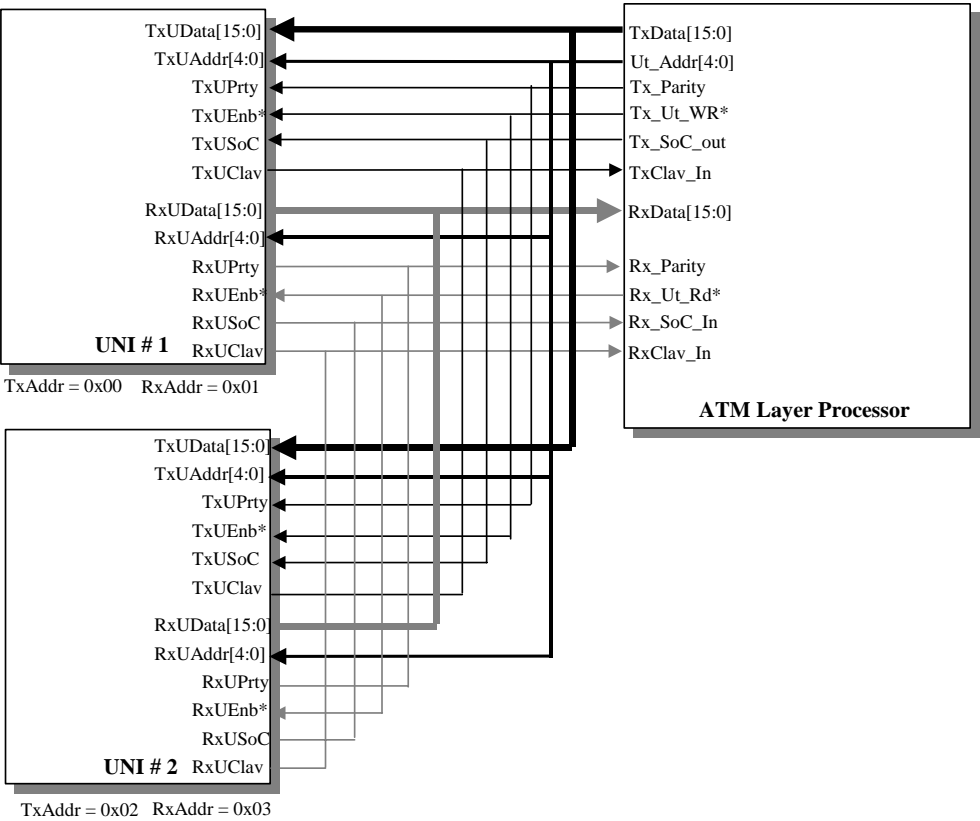 TxUData[15:0]
TxUAddr[4:0]
TxUPrty
TxUEnb*
TxUSoC
TxUClav
RxUData[15:0]
RxUAddr[4:0]
RxUPrty
RxUEnb*
RxUSoC
UNI # 1 RxUClav
TxAddr = 0x00 RxAddr = 0x01
TxData[15:0]
Ut_Addr[4:0]
Tx_Parity
Tx_Ut_WR*
Tx_SoC_out
TxClav_In
RxData[15:0]
Rx_Parity
Rx_Ut_Rd*
Rx_SoC_In
RxClav_In
ATM Layer Processor
TxUData[15:0]
TxUAddr[4:0]
TxUPrty
TxUEnb*
TxUSoC
TxUClav
RxUData[15:0]
RxUAddr[4:0]
RxUPrty
RxUEnb*
RxUSoC
UNI # 2 RxUClav
TxAddr = 0x02 RxAddr = 0x03